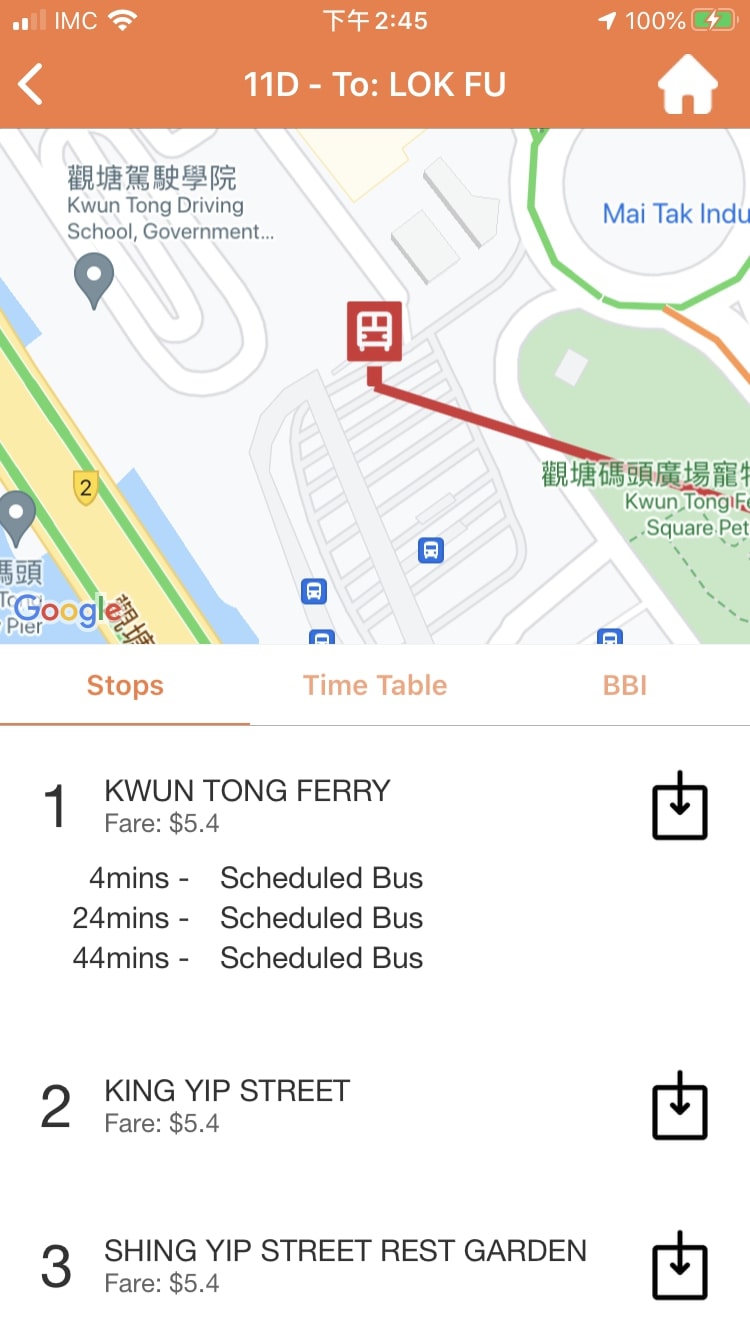 IMC
下午2:45
100%
11D - To: LOK FU
觀塘駕駛學院
Kwun Tong Driving
School, Government...
Mai Tak Indu
2
觀塘碼頭廣場寵物
Kwun Tong Fe
Square Pet
碼頭
Pier
Google
觀塘
Stops
Time Table
BBI
1
KWUN TONG FERRY
Fare: $5.4
4mins - Scheduled Bus
24mins - Scheduled Bus
44mins - Scheduled Bus
2
KING YIP STREET
Fare: $5.4
3
SHING YIP STREET REST GARDEN
Fare: $5.4